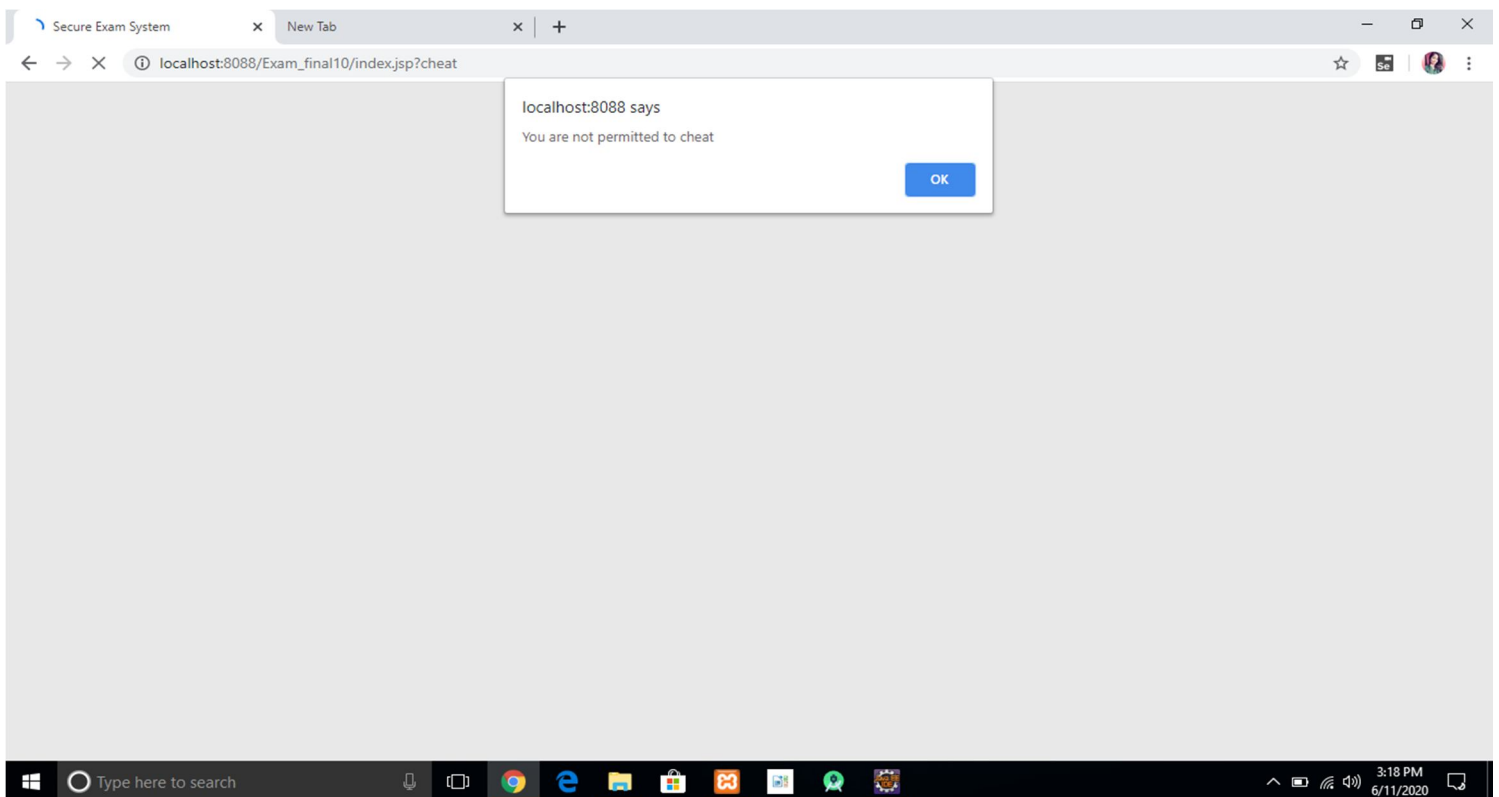 Secure Exam System
New Tab
localhost:8088/Exam_final10/index.jsp?cheat
Se
localhost:8088 says
You are not permitted to cheat
OK
Type here to search
3:18 PM
6/11/2020